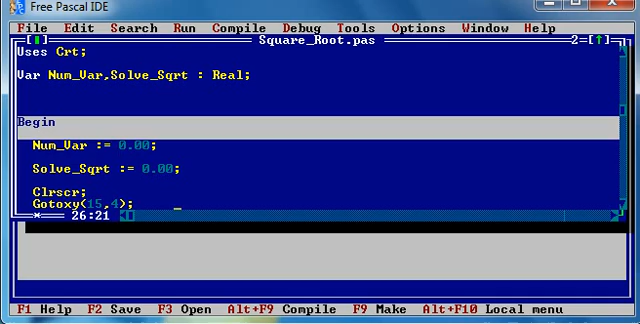 Free Pascal IDE
File Edit Search Run Compile Debug Tools Options Window Help
[■] Square_Root.pas 2=[↑]
Uses Crt;
Var Num_Var,Solve_Sqrt : Real;
Begin
Num_Var := 0.00;
Solve_Sqrt := 0.00;
Clrscr;
Gotoxy(15,4);
* 26:21
F1 Help F2 Save F3 Open Alt+F9 Compile F9 Make Alt+F10 Local menu